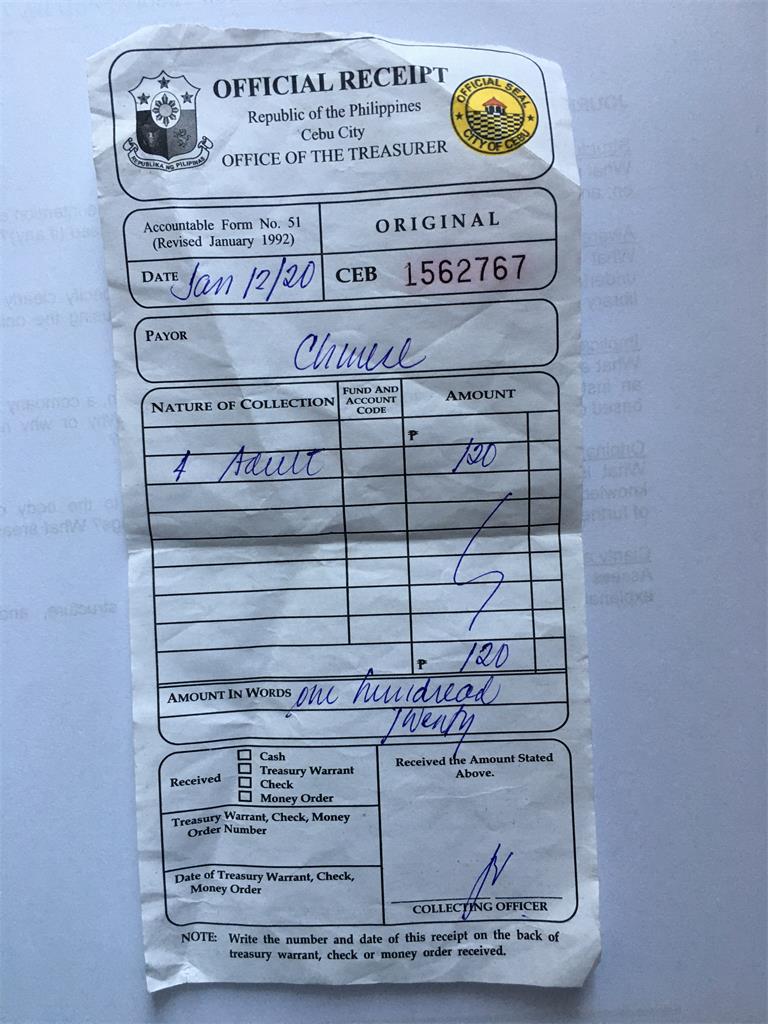 OFFICIAL RECEIPT
Republic of the Philippines
Cebu City
OFFICE OF THE TREASURER
REPUBLIKA NG PILIPINAS
OFFICIAL SEAL
CITY OF CEBU
Accountable Form No. 51
(Revised January 1992)
ORIGINAL
DATE Jan 12/20
CEB 1562767
PAYOR
Chinese
NATURE OF COLLECTION
FUND AND ACCOUNT CODE
AMOUNT
₱
4 Adult 120
₱ 120
AMOUNT IN WORDS one hundread
Twenty
Received
Cash
Treasury Warrant
Check
Money Order
Treasury Warrant, Check, Money
Order Number
Date of Treasury Warrant, Check,
Money Order
Received the Amount Stated
Above.
COLLECTING OFFICER
NOTE: Write the number and date of this receipt on the back of
treasury warrant, check or money order received.